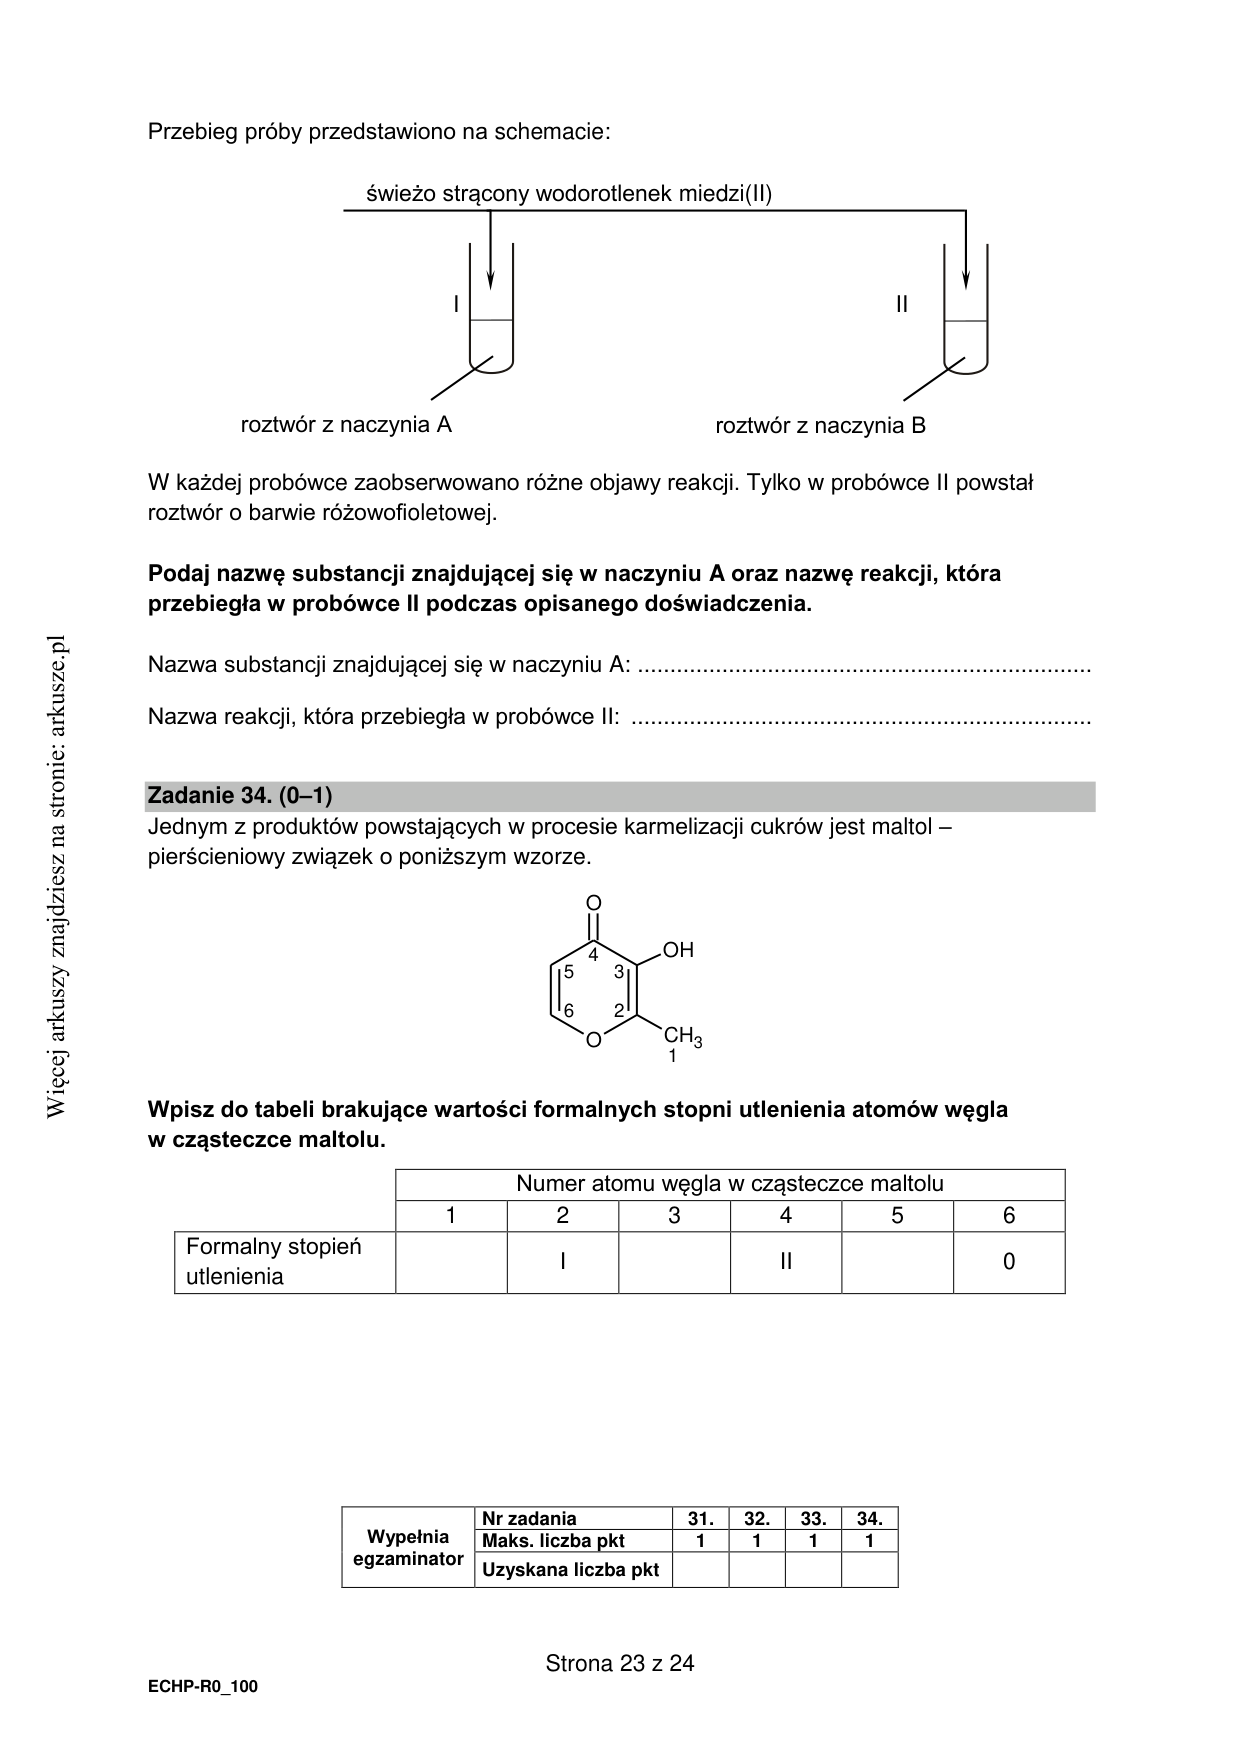 Przebieg próby przedstawiono na schemacie:
świeżo strącony wodorotlenek miedzi(II)
I
II
roztwór z naczynia A
roztwór z naczynia B
W każdej probówce zaobserwowano różne objawy reakcji. Tylko w probówce II powstał
roztwór o barwie różowofioletowej.
Podaj nazwę substancji znajdującej się w naczyniu A oraz nazwę reakcji, która
przebiegła w probówce II podczas opisanego doświadczenia.
Nazwa substancji znajdującej się w naczyniu A: ......................................................................
Nazwa reakcji, która przebiegła w probówce II: .......................................................................
Zadanie 34. (0–1)
Jednym z produktów powstających w procesie karmelizacji cukrów jest maltol –
pierścieniowy związek o poniższym wzorze.
O
4
OH
5
3
6
2
O
CH3
1
Wpisz do tabeli brakujące wartości formalnych stopni utlenienia atomów węgla
w cząsteczce maltolu.
Numer atomu węgla w cząsteczce maltolu
1 2 3 4 5 6
Formalny stopień
utlenienia
I II 0
Wypełnia
egzaminator
Nr zadania 31. 32. 33. 34.
Maks. liczba pkt 1 1 1 1
Uzyskana liczba pkt
Strona 23 z 24
ECHP-R0_100
Więcej arkuszy znajdziesz na stronie: arkusze.pl